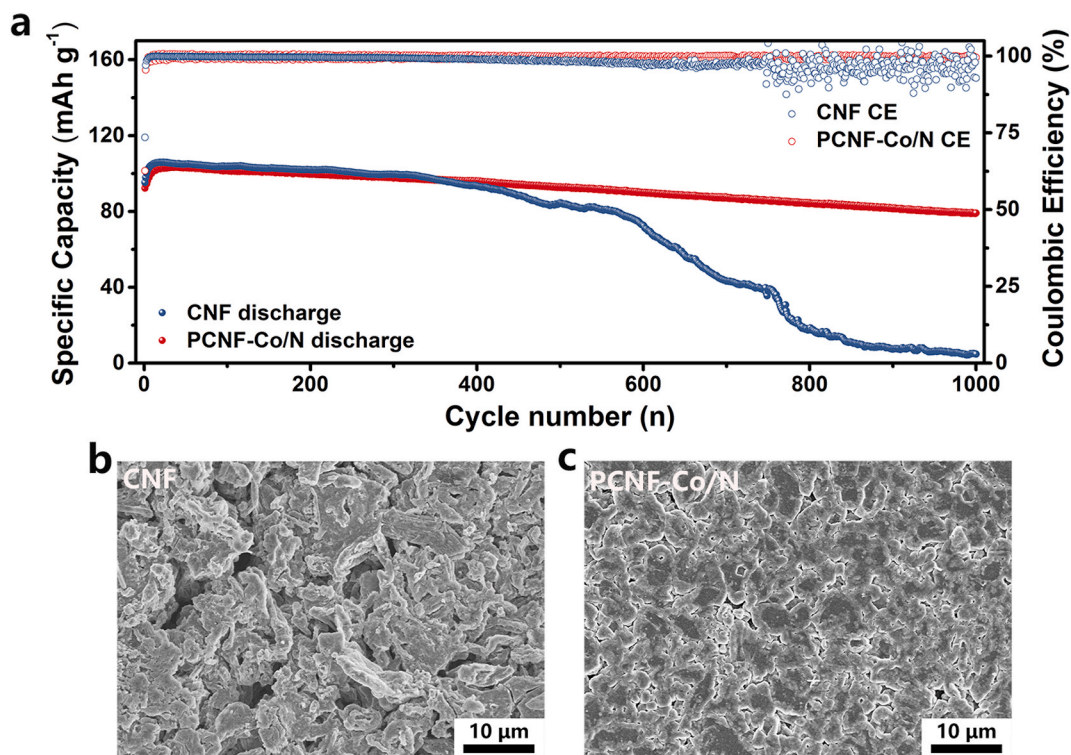 a
Specific Capacity (mAh g⁻¹)
160
120
80
40
0
100
75
50
25
0
Coulombic Efficiency (%)
CNF CE
PCNF-Co/N CE
CNF discharge
PCNF-Co/N discharge
0
200
400
600
800
1000
Cycle number (n)
b
CNF
10 μm
c
PCNF-Co/N
10 μm